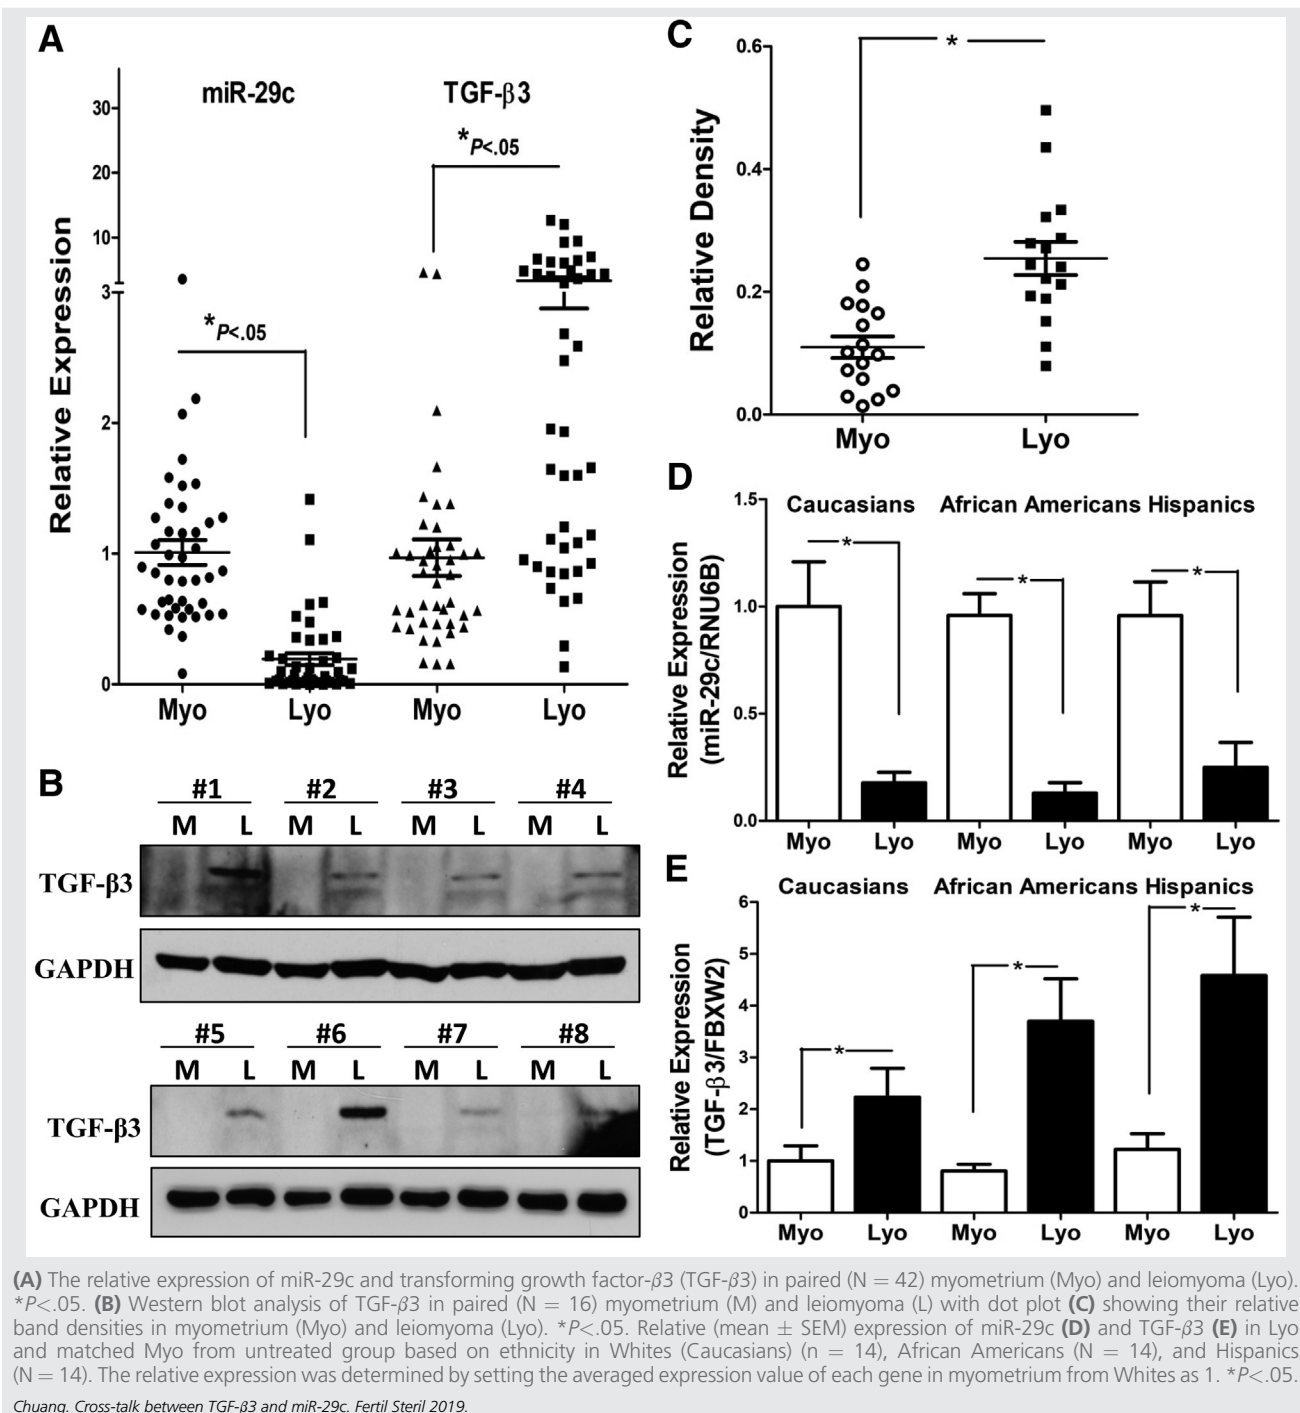 A
miR-29c
TGF-β3
*P<.05
*P<.05
Relative Expression
30
20
10
3
2
1
0
Myo
Lyo
Myo
Lyo
B
#1 #2 #3 #4
M L M L M L M L
TGF-β3
GAPDH
#5 #6 #7 #8
M L M L M L M L
TGF-β3
GAPDH
C
Relative Density
0.6
0.4
0.2
0.0
*
Myo
Lyo
D
Caucasians African Americans Hispanics
Relative Expression
(miR-29c/RNU6B)
1.5
1.0
0.5
0.0
* * *
Myo Lyo Myo Lyo Myo Lyo
E
Caucasians African Americans Hispanics
Relative Expression
(TGF-β3/FBXW2)
6
5
4
3
2
1
0
* * *
Myo Lyo Myo Lyo Myo Lyo
(A) The relative expression of miR-29c and transforming growth factor-β3 (TGF-β3) in paired (N = 42) myometrium (Myo) and leiomyoma (Lyo).
*P<.05. (B) Western blot analysis of TGF-β3 in paired (N = 16) myometrium (M) and leiomyoma (L) with dot plot (C) showing their relative
band densities in myometrium (Myo) and leiomyoma (Lyo). *P<.05. Relative (mean ± SEM) expression of miR-29c (D) and TGF-β3 (E) in Lyo
and matched Myo from untreated group based on ethnicity in Whites (Caucasians) (n = 14), African Americans (N = 14), and Hispanics
(N = 14). The relative expression was determined by setting the averaged expression value of each gene in myometrium from Whites as 1. *P<.05.
Chuang. Cross-talk between TGF-β3 and miR-29c. Fertil Steril 2019.